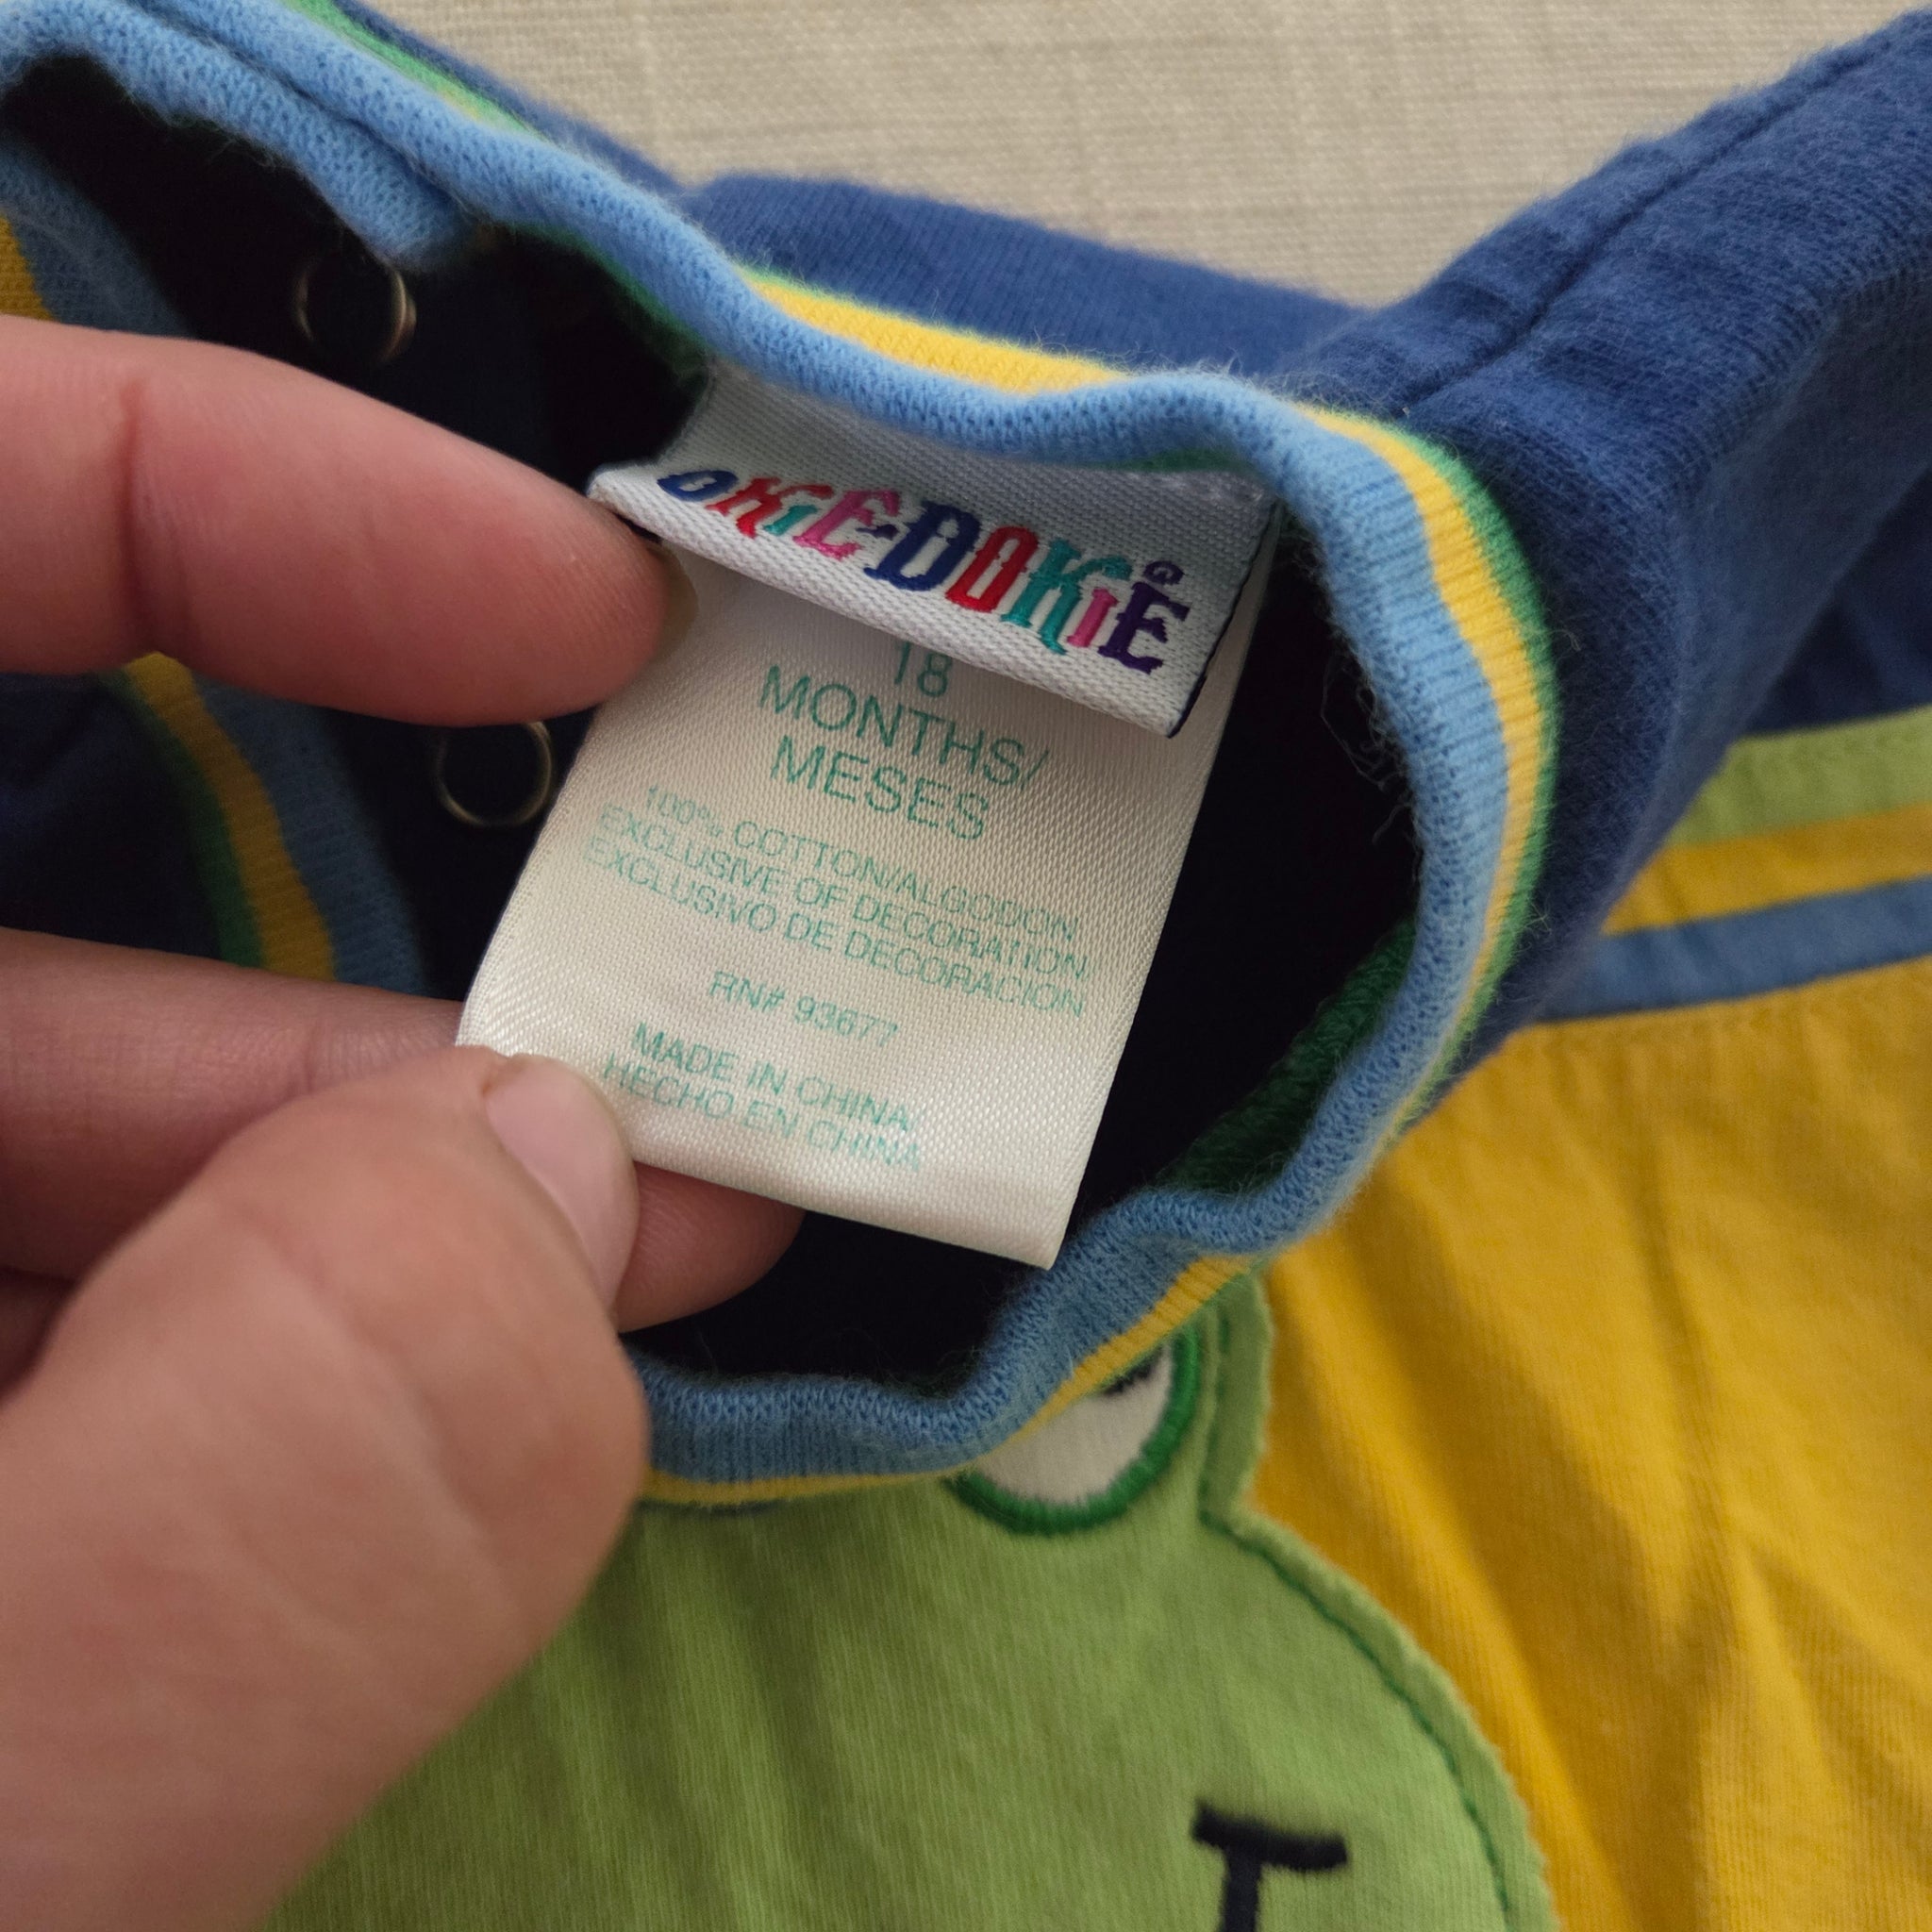 OKIE·DOKIE®
18
MONTHS/
MESES
100% COTTON/ALGODON
EXCLUSIVE OF DECORATION
EXCLUSIVO DE DECORACION
RN# 93677
MADE IN CHINA
HECHO EN CHINA